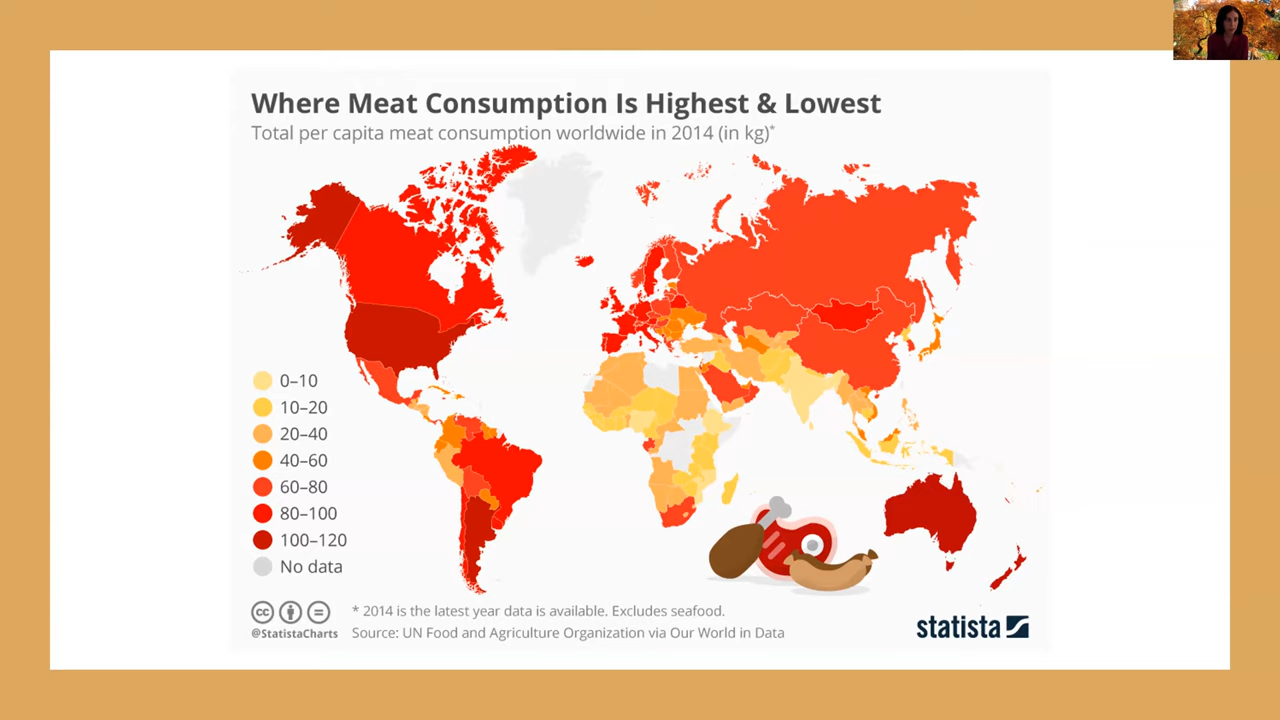 Where Meat Consumption Is Highest & Lowest
Total per capita meat consumption worldwide in 2014 (in kg)*
0–10
10–20
20–40
40–60
60–80
80–100
100–120
No data
* 2014 is the latest year data is available. Excludes seafood.
@StatistaCharts Source: UN Food and Agriculture Organization via Our World in Data
statista